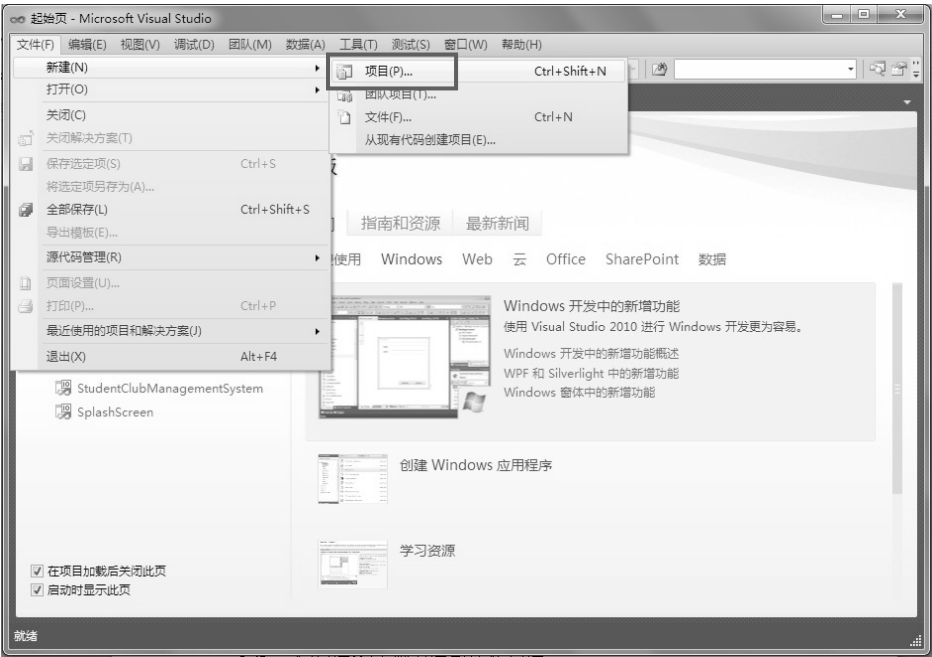 起始页 - Microsoft Visual Studio
文件(F) 编辑(E) 视图(V) 调试(D) 团队(M) 数据(A) 工具(T) 测试(S) 窗口(W) 帮助(H)
新建(N)
打开(O)
关闭(C)
关闭解决方案(T)
保存选定项(S) Ctrl+S
将选定项另存为(A)...
全部保存(L) Ctrl+Shift+S
导出模板(E)...
源代码管理(R)
页面设置(U)...
打印(P)... Ctrl+P
最近使用的项目和解决方案(J)
退出(X) Alt+F4
项目(P)... Ctrl+Shift+N
团队项目(T)...
文件(F)... Ctrl+N
从现有代码创建项目(E)...
指南和资源 最新新闻
使用 Windows Web 云 Office SharePoint 数据
Windows 开发中的新增功能
使用 Visual Studio 2010 进行 Windows 开发更为容易。
Windows 开发中的新增功能概述
WPF 和 Silverlight 中的新增功能
Windows 窗体中的新增功能
StudentClubManagementSystem
SplashScreen
创建 Windows 应用程序
学习资源
在项目加载后关闭此页
启动时显示此页
就绪